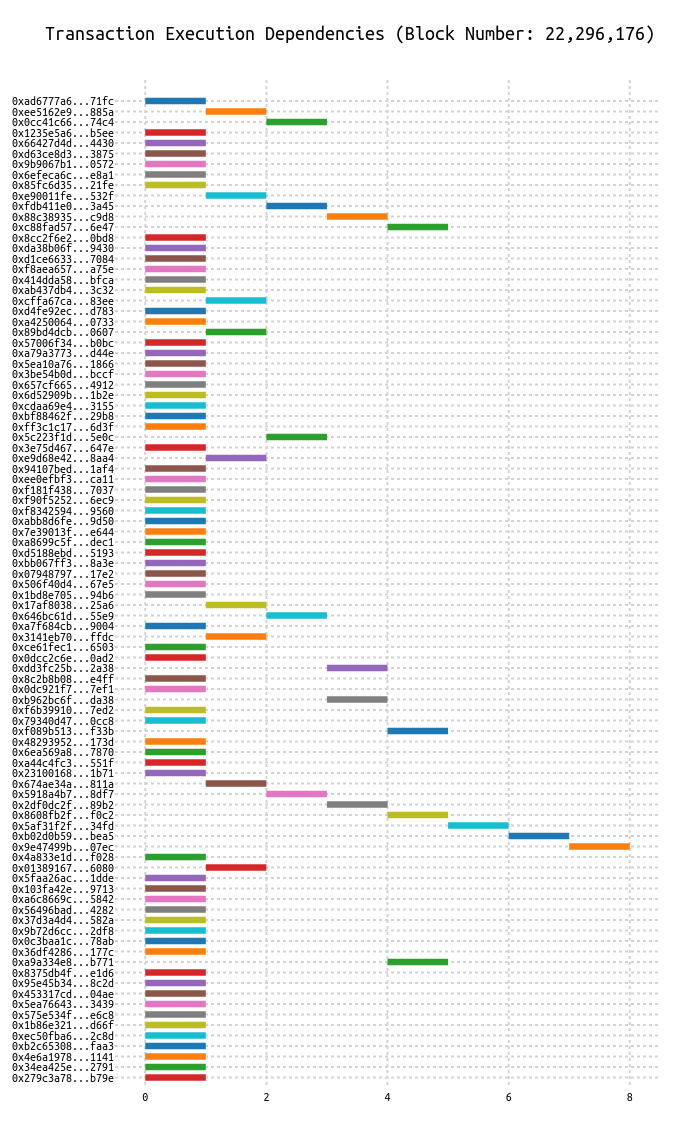 Transaction Execution Dependencies (Block Number: 22,296,176)
0xad6777a6...71fc
0xee5162e9...885a
0x0cc41c66...74c4
0x1235e5a6...b5ee
0x66427d4d...4430
0xd63ce8d3...3875
0x9b9067b1...0572
0x6efeca6c...e8a1
0x85fc6d35...21fe
0xe90011fe...532f
0xfdb411e0...3a45
0x88c38935...c9d8
0xc88fad57...6e47
0x8cc2f6e2...0bd8
0xda38b06f...9430
0xd1ce6633...7084
0xf8aea657...a75e
0x414dda58...bfca
0xab437db4...3c32
0xcffa67ca...83ee
0xd4fe92ec...d783
0xa4250064...0733
0x89bd4dcb...0607
0x57006f34...b0bc
0xa79a3773...d44e
0x5ea10a76...1866
0x3be54b0d...bccf
0x657cf665...4912
0x6d52909b...1b2e
0xcdaa69e4...3155
0xbf88462f...29b8
0xff3c1c17...6d3f
0x5c223f1d...5e0c
0x3e75d467...647e
0xe9d68e42...8aa4
0x94107bed...1af4
0xee0efbf3...ca11
0xf181f438...7037
0xf90f5252...6ec9
0xf8342594...9560
0xabb8d6fe...9d50
0x7e39013f...e644
0xa8699c5f...dec1
0xd5188ebd...5193
0xbb067ff3...8a3e
0x07948797...17e2
0x506f40d4...67e5
0x1bd8e705...94b6
0x17af8038...25a6
0x646bc61d...55e9
0xa7f684cb...9004
0x3141eb70...ffdc
0xce61fec1...6503
0x0dcc2c6e...0ad2
0xdd3fc25b...2a38
0x8c2b8b08...e4ff
0x0dc921f7...7ef1
0xb962bc6f...da38
0xf6b39910...7ed2
0x79340d47...0cc8
0xf089b513...f33b
0x48293952...173d
0x6ea569a8...7870
0xa44c4fc3...551f
0x23100168...1b71
0x674ae34a...811a
0x5918a4b7...8df7
0x2df0dc2f...89b2
0x8608fb2f...f0c2
0x5af31f2f...34fd
0xb02d0b59...bea5
0x9e47499b...07ec
0x4a833e1d...f028
0x01389167...6080
0x5faa26ac...1dde
0x103fa42e...9713
0xa6c8669c...5842
0x56496bad...4282
0x37d3a4d4...582a
0x9b72d6cc...2df8
0x0c3baa1c...78ab
0x36df4286...177c
0xa9a334e8...b771
0x8375db4f...e1d6
0x95e45b34...8c2d
0x453317cd...04ae
0x5ea76643...3439
0x575e534f...e6c8
0x1b86e321...d66f
0xec50fba6...2c8d
0xb2c65308...faa3
0x4e6a1978...1141
0x34ea425e...2791
0x279c3a78...b79e
0 2 4 6 8